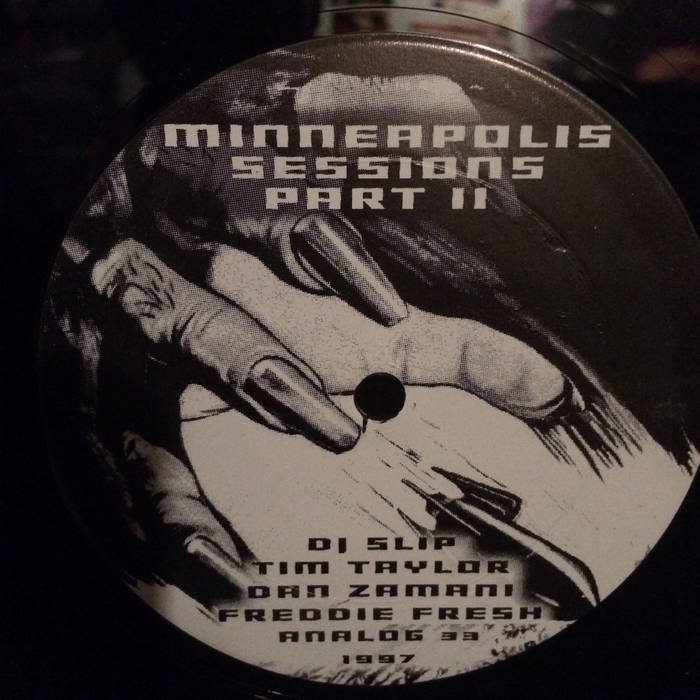 MINNEAPOLIS
SESSIONS
PART II
DJ SLIP
TIM TAYLOR
DAN ZAMANI
FREDDIE FRESH
ANALOG 33
1997